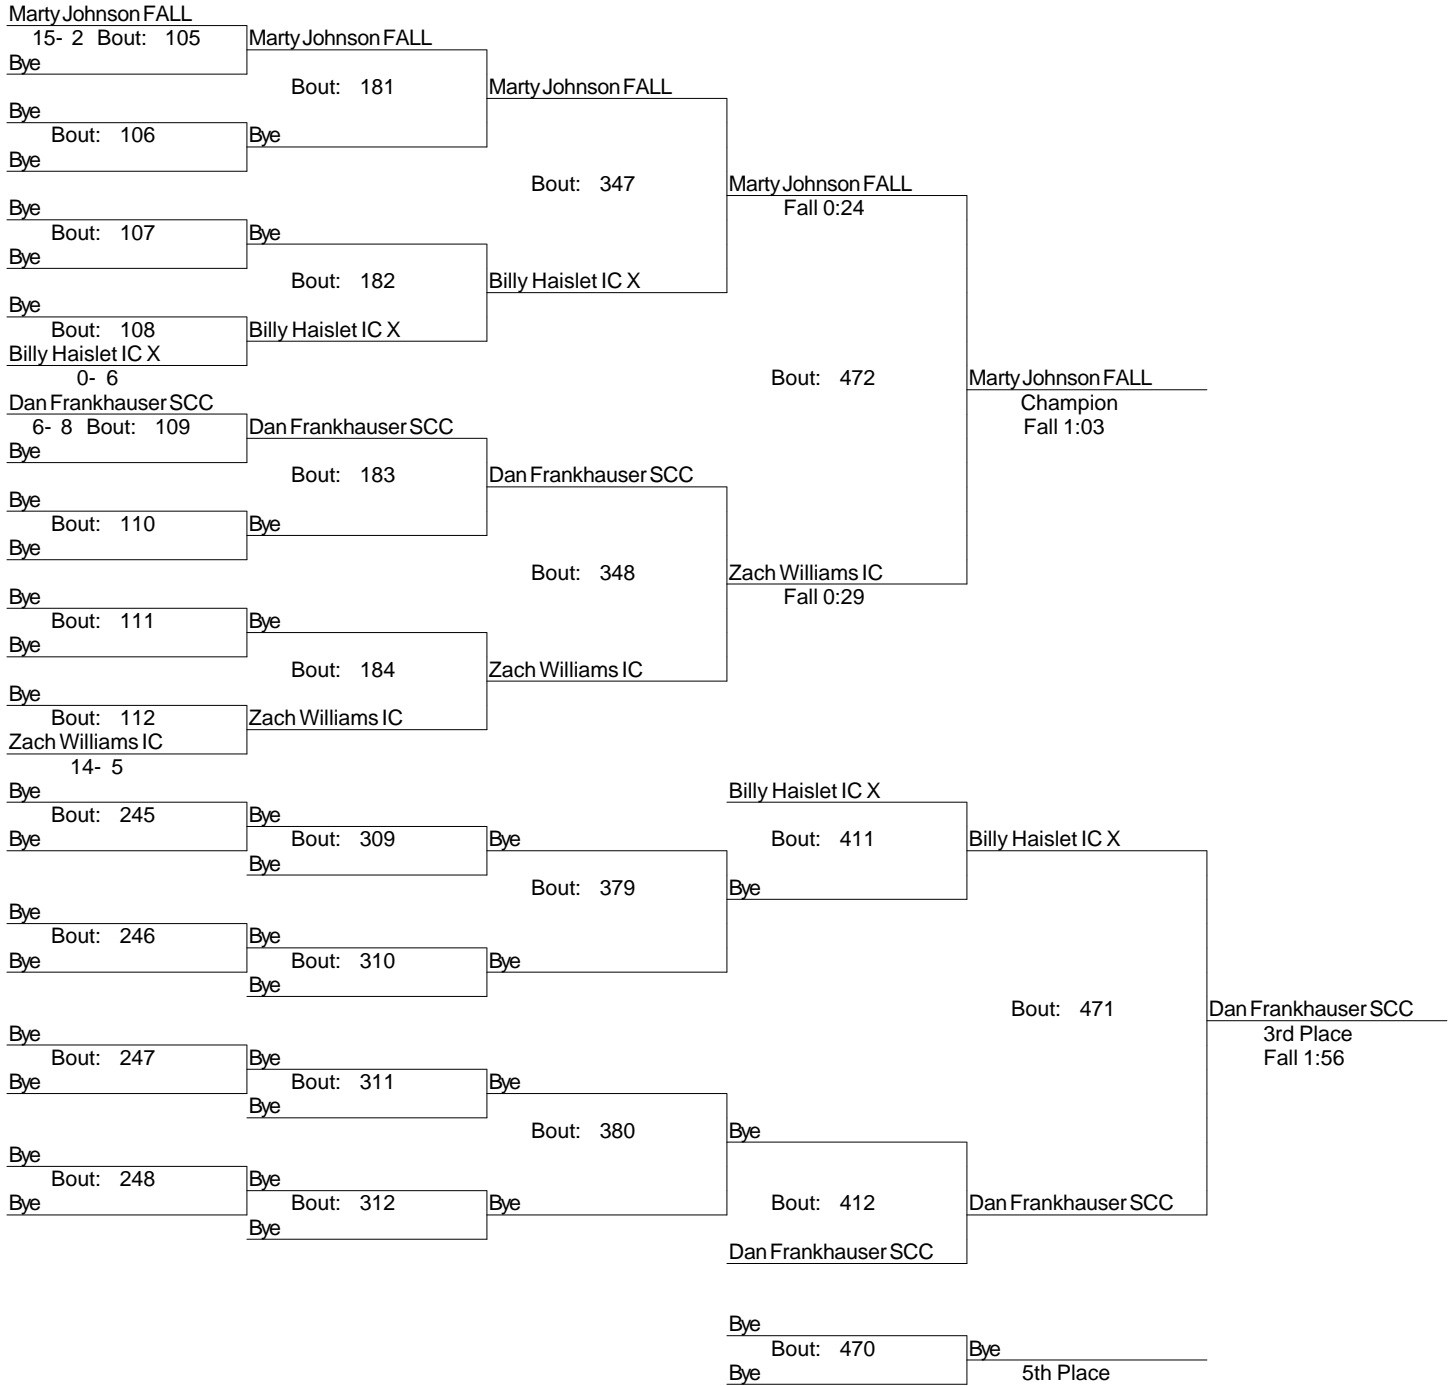 Marty Johnson FALL
15- 2 Bout: 105 Marty Johnson FALL
Bye
Bout: 181 Marty Johnson FALL
Bye
Bout: 106 Bye
Bye
Bout: 347 Marty Johnson FALL
Bye Fall 0:24
Bout: 107 Bye
Bye
Bout: 182 Billy Haislet IC X
Bye
Bout: 108 Billy Haislet IC X
Billy Haislet IC X
0- 6 Bout: 472 Marty Johnson FALL
Dan Frankhauser SCC Champion
6- 8 Bout: 109 Dan Frankhauser SCC Fall 1:03
Bye
Bout: 183 Dan Frankhauser SCC
Bye
Bout: 110 Bye
Bye
Bout: 348 Zach Williams IC
Bye Fall 0:29
Bout: 111 Bye
Bye
Bout: 184 Zach Williams IC
Bye
Bout: 112 Zach Williams IC
Zach Williams IC
14- 5
Bye Billy Haislet IC X
Bout: 245 Bye
Bye Bout: 309 Bye Bout: 411 Billy Haislet IC X
Bye
Bout: 379 Bye
Bye
Bout: 246 Bye
Bye Bout: 310 Bye
Bye
Bout: 471 Dan Frankhauser SCC
Bye 3rd Place
Bout: 247 Bye Fall 1:56
Bye Bout: 311 Bye
Bye
Bout: 380 Bye
Bye
Bout: 248 Bye
Bye Bout: 312 Bye Bout: 412 Dan Frankhauser SCC
Bye
Dan Frankhauser SCC
Bye
Bout: 470 Bye
Bye 5th Place